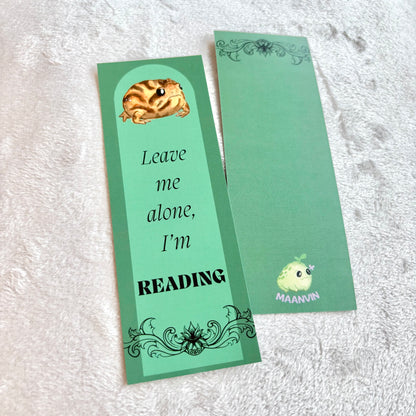 Leave
me
alone,
I'm
READING
MAANVIN